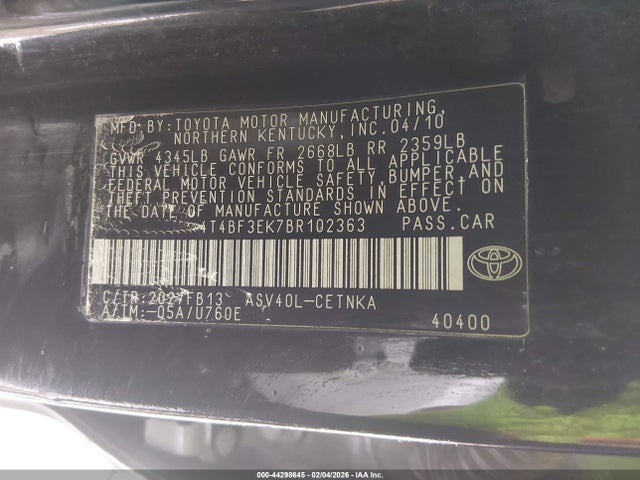 MFD.BY:TOYOTA MOTOR MANUFACTURING,
NORTHERN KENTUCKY,INC.04/10
GVWR 4345LB GAWR FR 2668LB RR 2359LB
THIS VEHICLE CONFORMS TO ALL APPLICABLE
FEDERAL MOTOR VEHICLE SAFETY,BUMPER,AND
THEFT PREVENTION STANDARDS IN EFFECT ON
THE DATE OF MANUFACTURE SHOWN ABOVE.
4T4BF3EK7BR102363 PASS.CAR
C/TR:202/FB13 ASV40L-CETNKA
A/TM:-05A/U760E
40400
TOYOTA
000-44298645 - 02/04/2026 - IAA Inc.